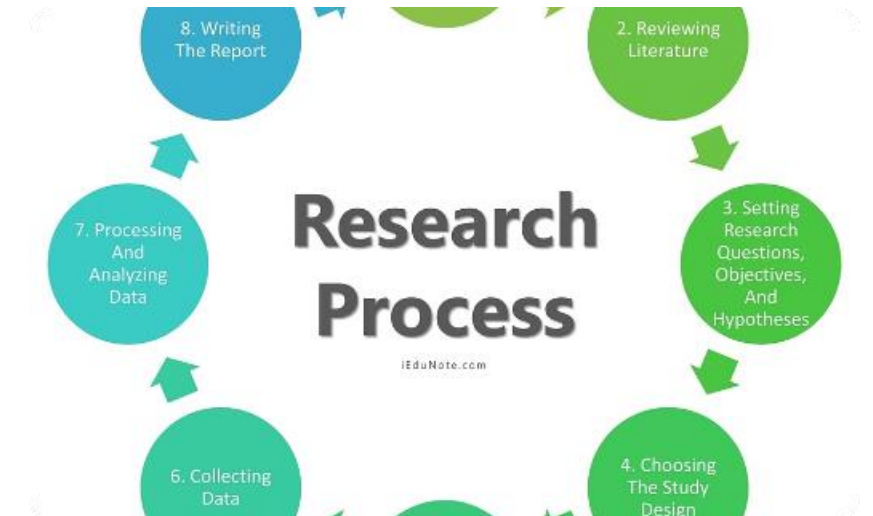 8. Writing
The Report
2. Reviewing
Literature
3. Setting
Research
Questions,
Objectives,
And
Hypotheses
4. Choosing
The Study
Design
6. Collecting
Data
7. Processing
And
Analyzing
Data
Research
Process
iEduNote.com